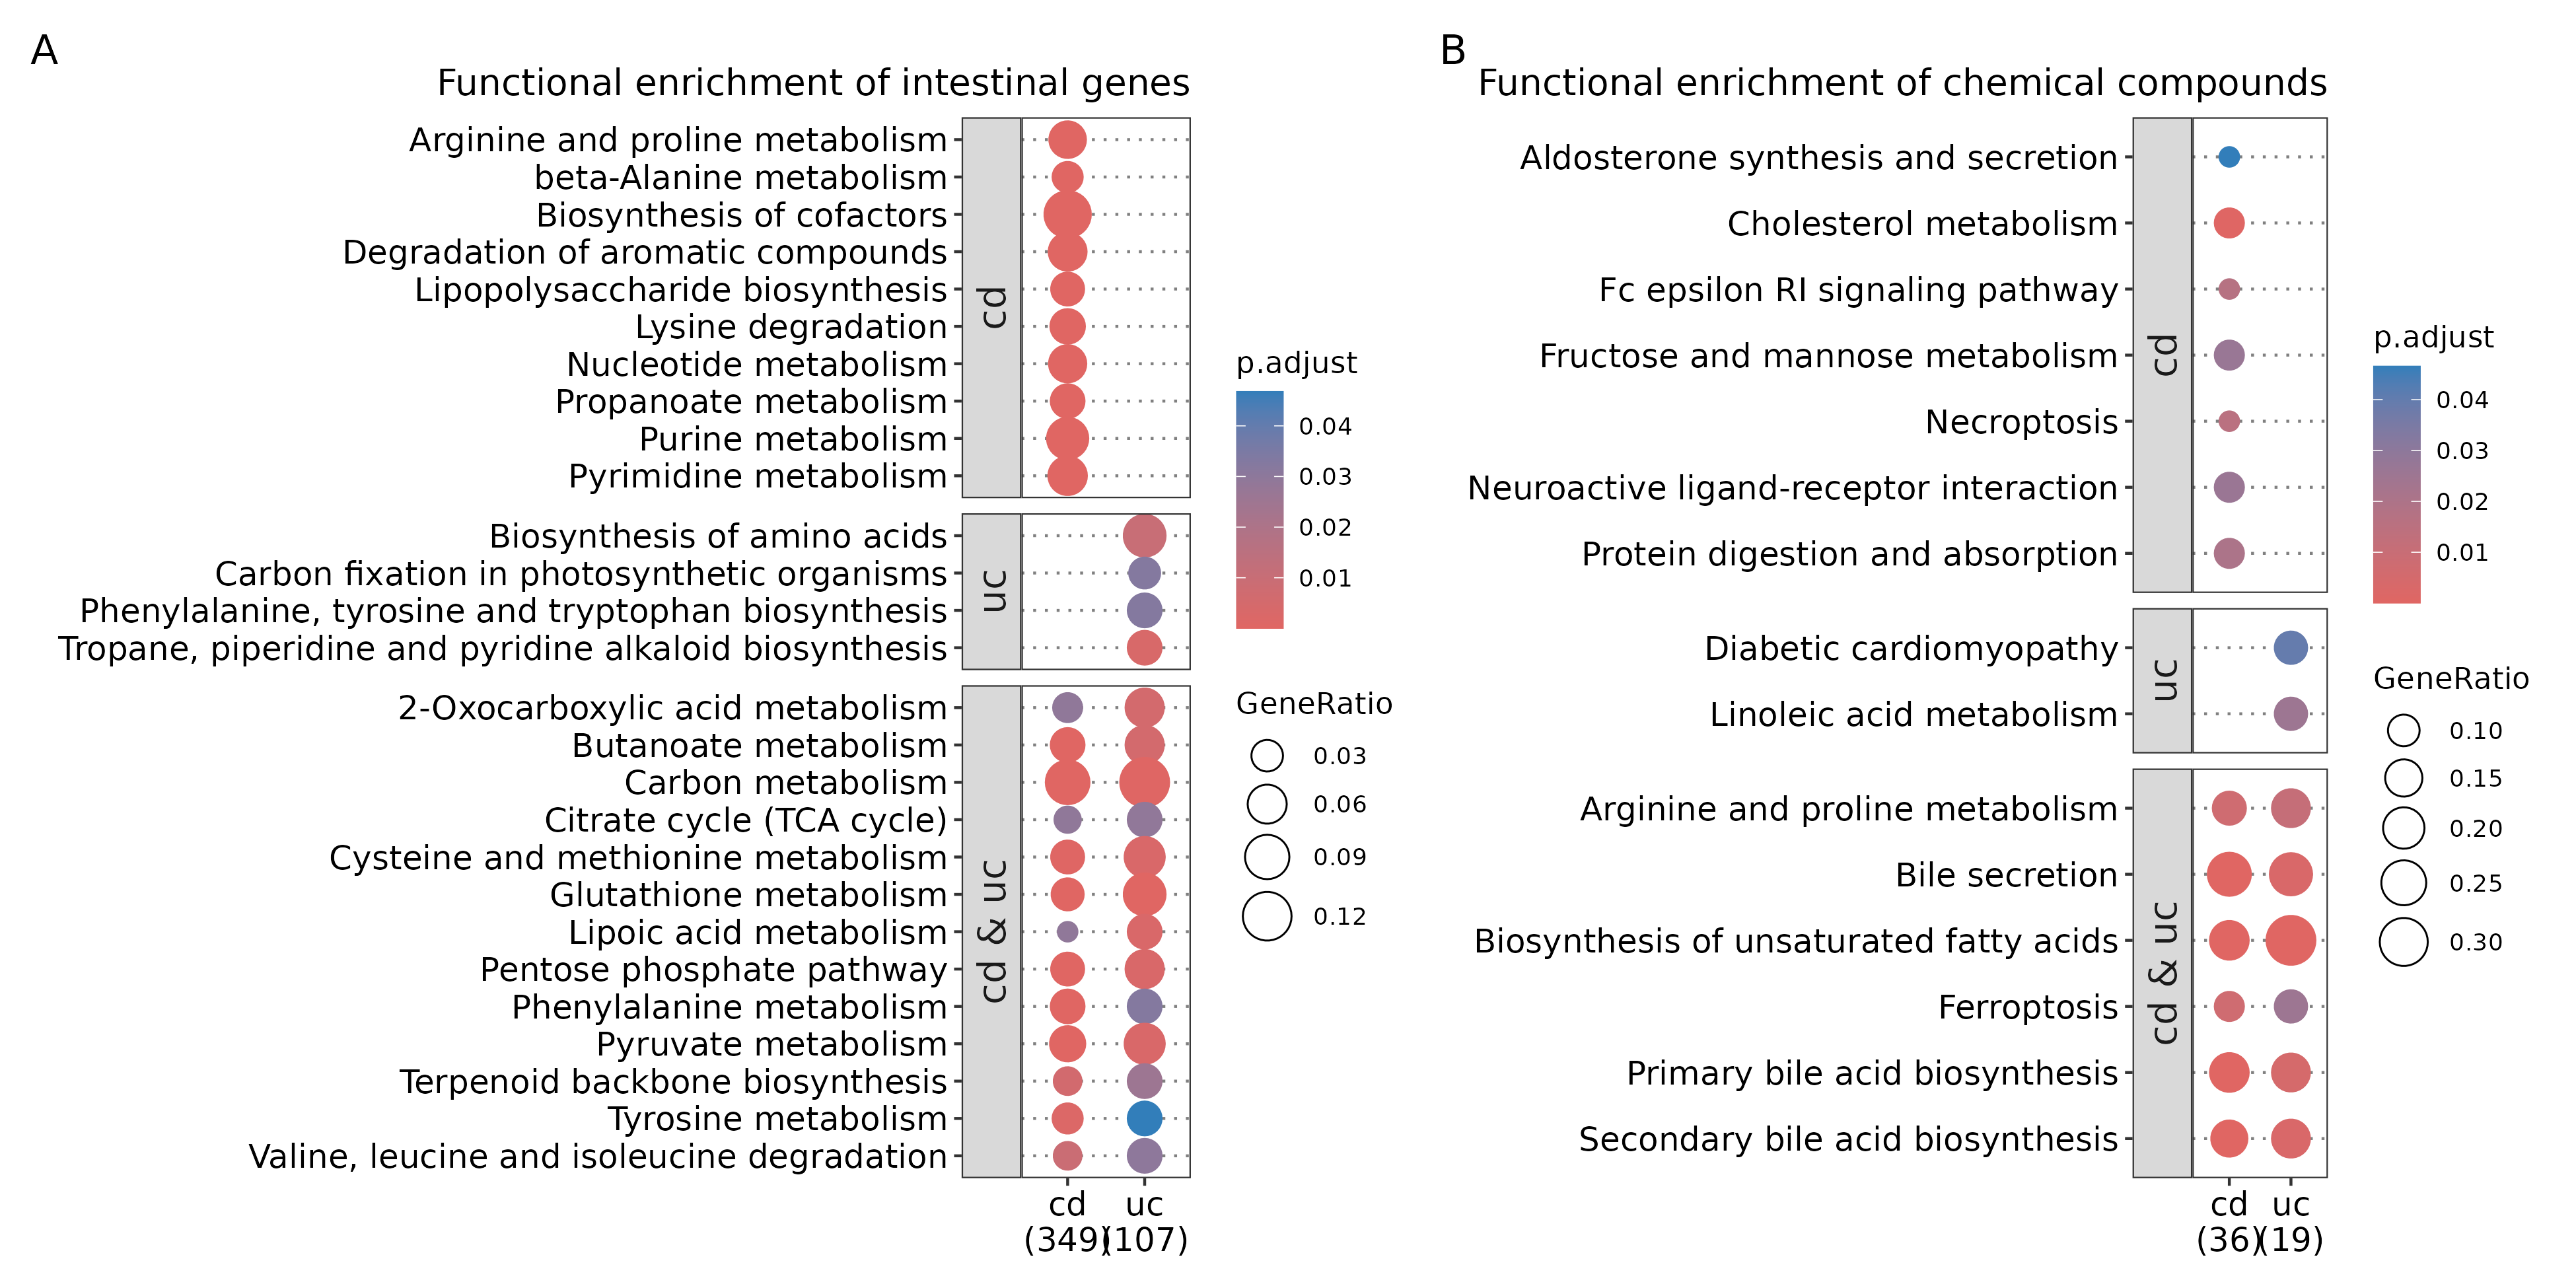 A
Functional enrichment of intestinal genes
Arginine and proline metabolism
beta-Alanine metabolism
Biosynthesis of cofactors
Degradation of aromatic compounds
Lipopolysaccharide biosynthesis
Lysine degradation
Nucleotide metabolism
Propanoate metabolism
Purine metabolism
Pyrimidine metabolism
cd
Biosynthesis of amino acids
Carbon fixation in photosynthetic organisms
Phenylalanine, tyrosine and tryptophan biosynthesis
Tropane, piperidine and pyridine alkaloid biosynthesis
uc
2-Oxocarboxylic acid metabolism
Butanoate metabolism
Carbon metabolism
Citrate cycle (TCA cycle)
Cysteine and methionine metabolism
Glutathione metabolism
Lipoic acid metabolism
Pentose phosphate pathway
Phenylalanine metabolism
Pyruvate metabolism
Terpenoid backbone biosynthesis
Tyrosine metabolism
Valine, leucine and isoleucine degradation
cd & uc
cd uc
(349) (107)
p.adjust
0.04
0.03
0.02
0.01
GeneRatio
0.03
0.06
0.09
0.12
B
Functional enrichment of chemical compounds
Aldosterone synthesis and secretion
Cholesterol metabolism
Fc epsilon RI signaling pathway
Fructose and mannose metabolism
Necroptosis
Neuroactive ligand-receptor interaction
Protein digestion and absorption
cd
Diabetic cardiomyopathy
Linoleic acid metabolism
uc
Arginine and proline metabolism
Bile secretion
Biosynthesis of unsaturated fatty acids
Ferroptosis
Primary bile acid biosynthesis
Secondary bile acid biosynthesis
cd & uc
cd uc
(36) (19)
p.adjust
0.04
0.03
0.02
0.01
GeneRatio
0.10
0.15
0.20
0.25
0.30